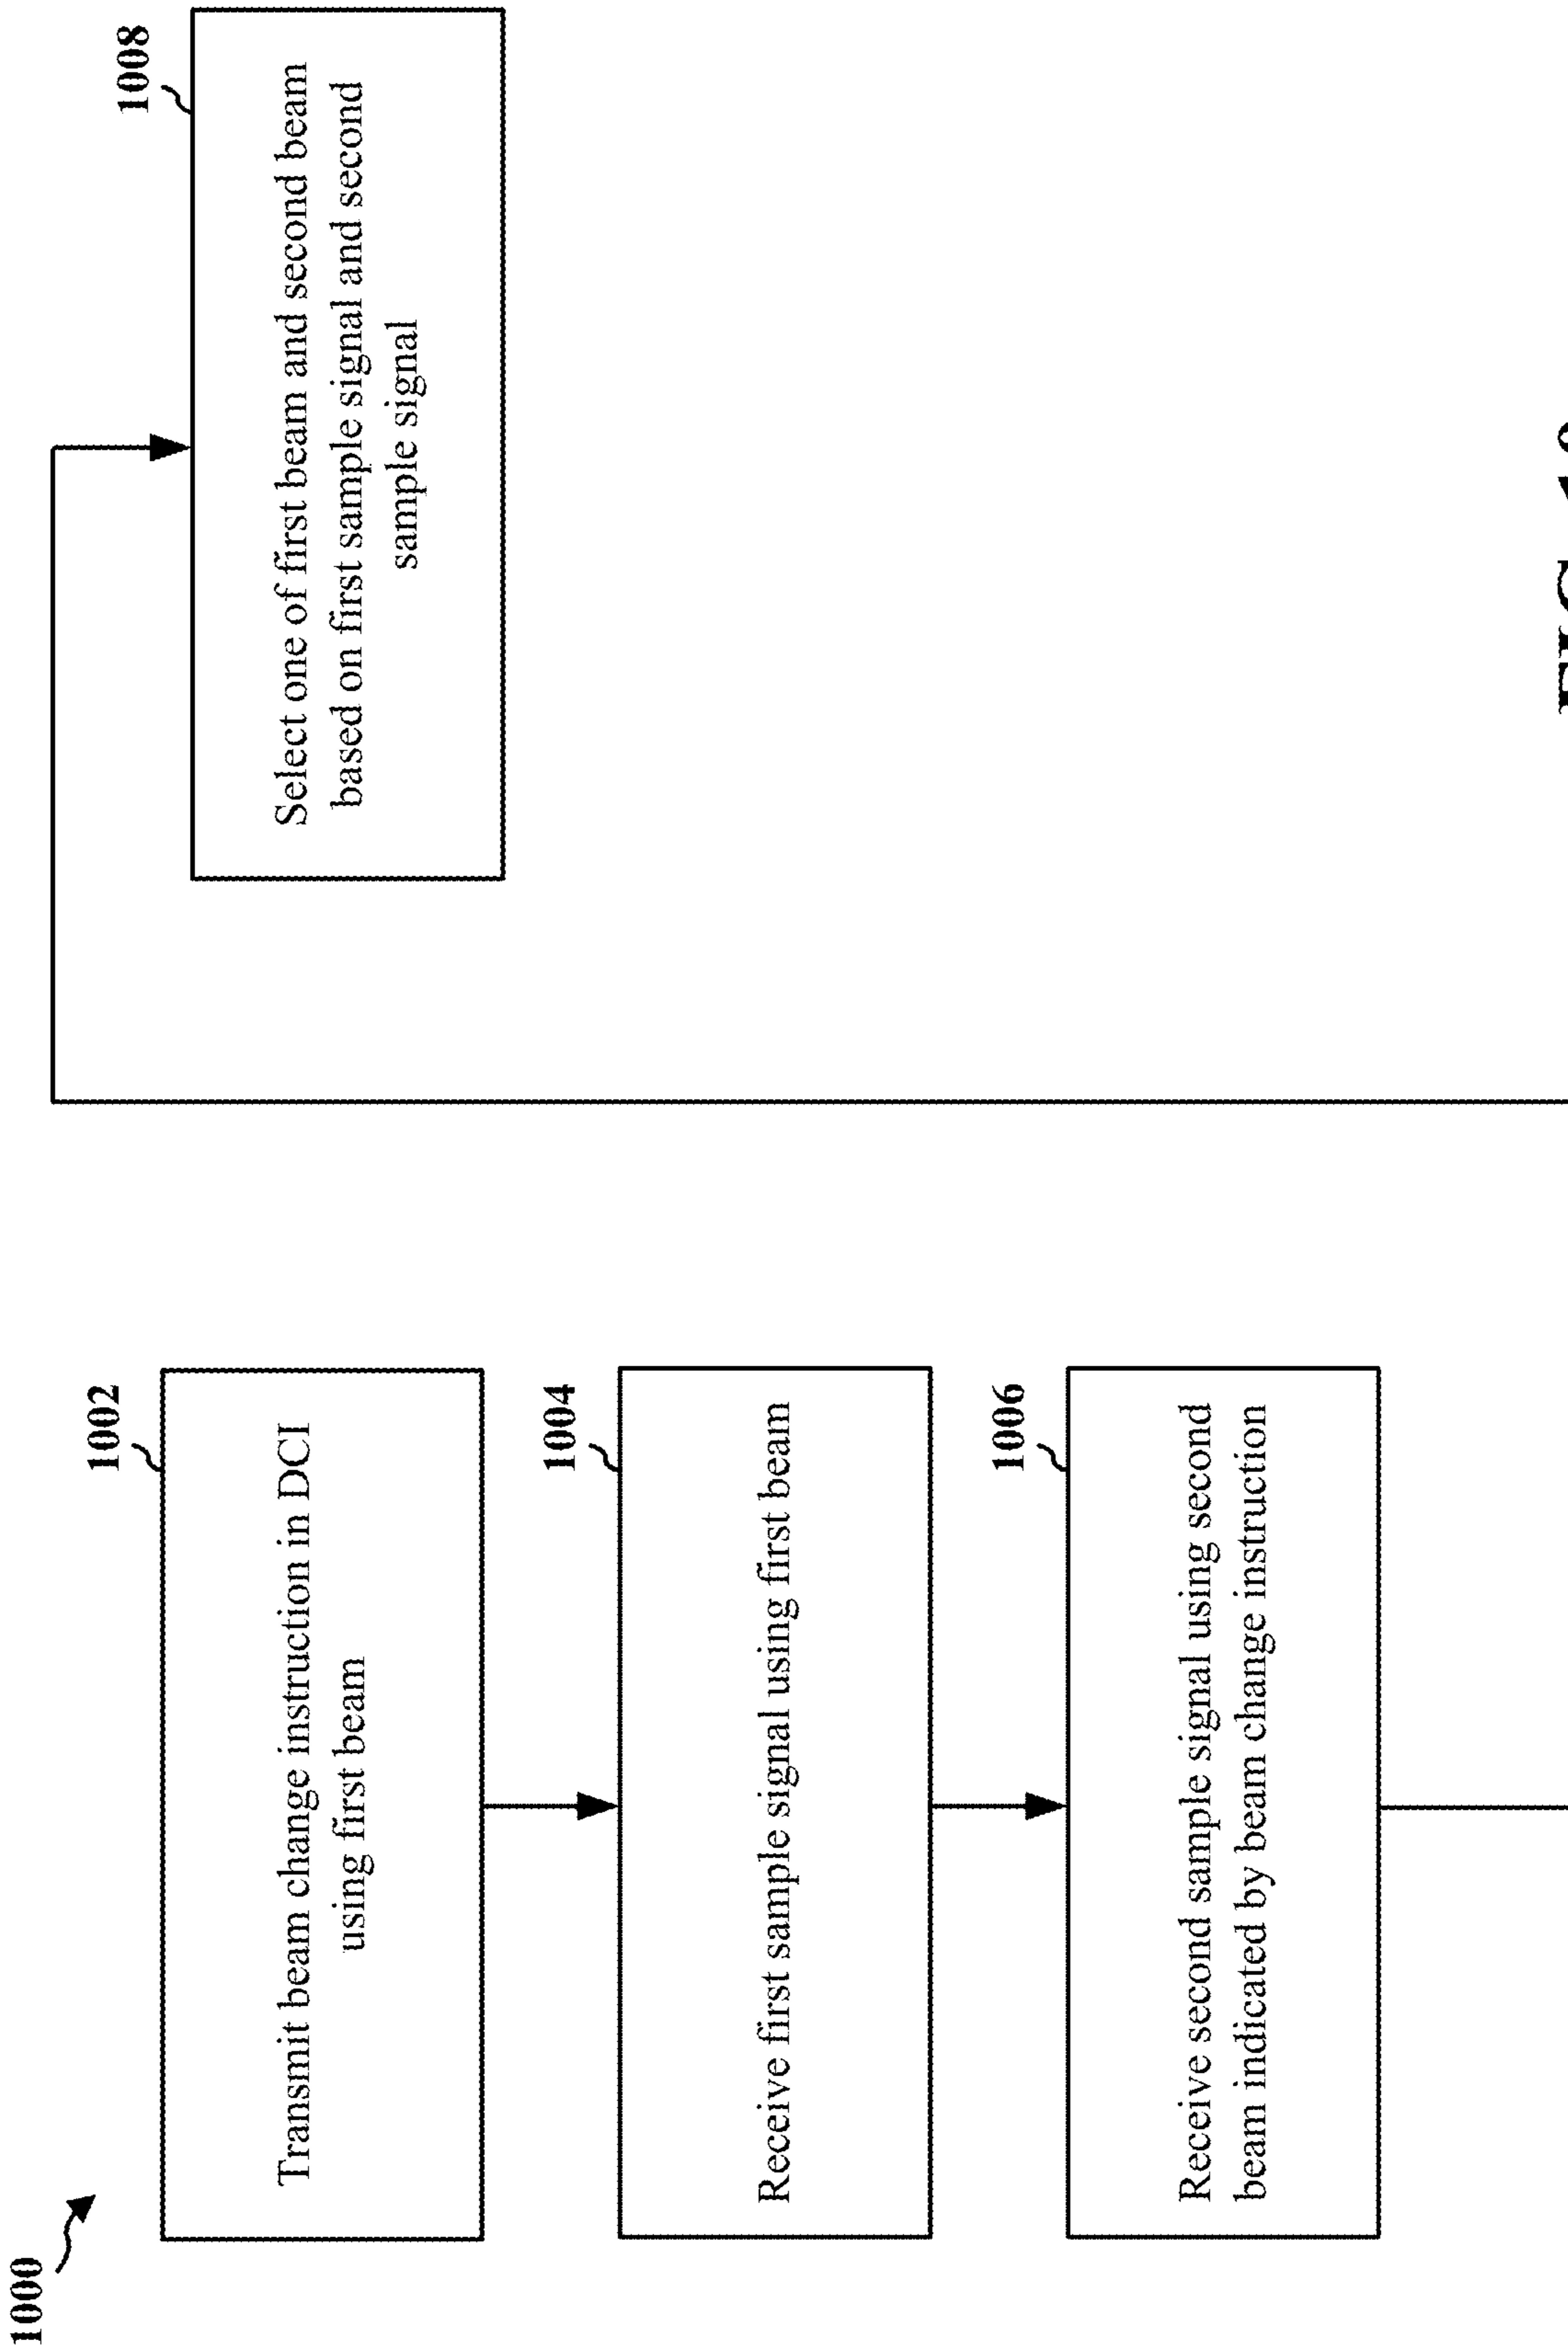 1000
1002
Transmit beam change instruction in DCI
using first beam
1004
Receive first sample signal using first beam
1006
Receive second sample signal using second
beam indicated by beam change instruction
1008
Select one of first beam and second beam
based on first sample signal and second
sample signal